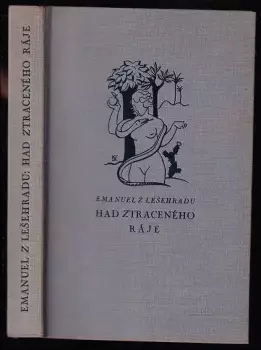 EMANUEL Z LEŠEHRADU: HAD ZTRACENÉHO RÁJE
EMANUEL Z LEŠEHRADU
HAD ZTRACENÉHO
RÁJE